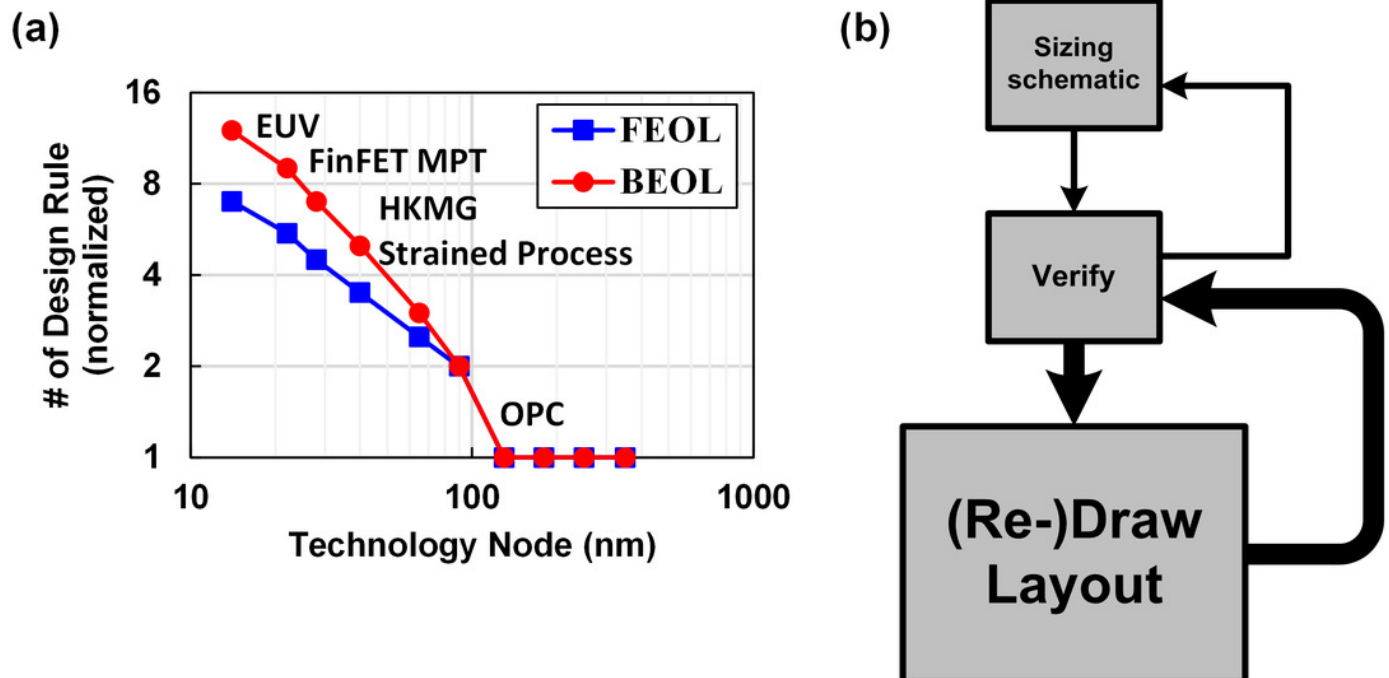 (a)
# of Design Rule
(normalized)
16
8
4
2
1
10
100
1000
Technology Node (nm)
EUV
FinFET MPT
HKMG
Strained Process
OPC
FEOL
BEOL
(b)
Sizing
schematic
Verify
(Re-)Draw
Layout